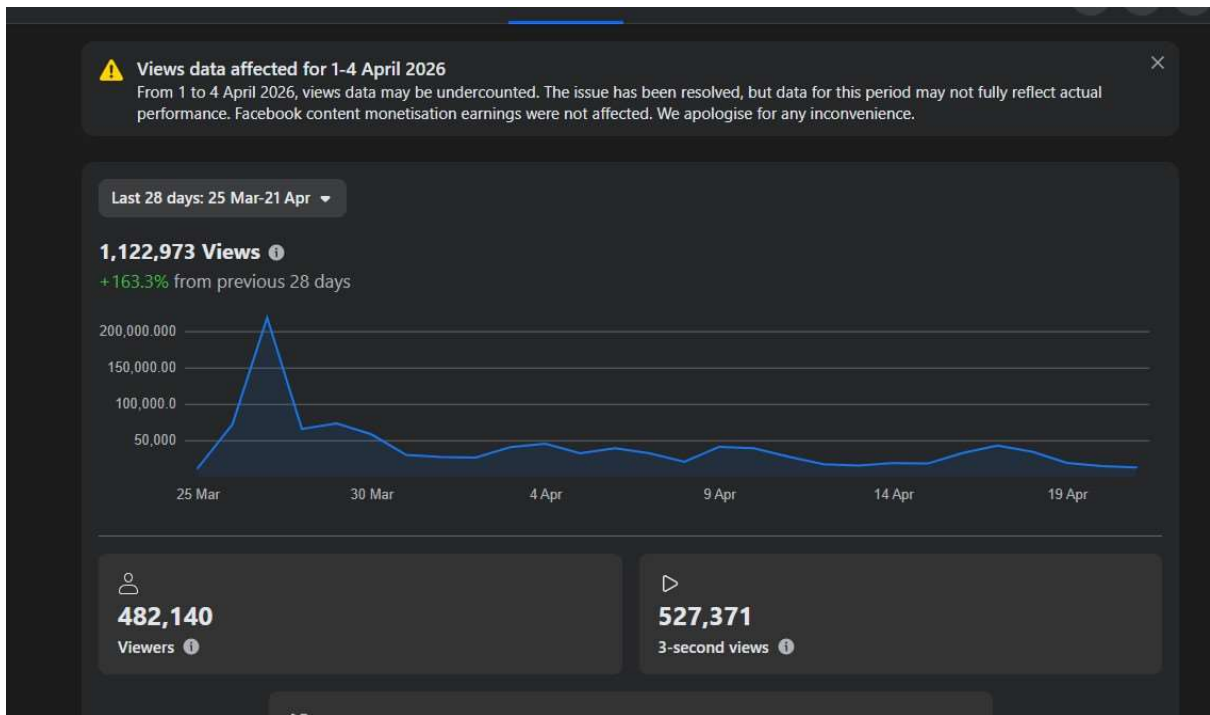 Views data affected for 1-4 April 2026
From 1 to 4 April 2026, views data may be undercounted. The issue has been resolved, but data for this period may not fully reflect actual
performance. Facebook content monetisation earnings were not affected. We apologise for any inconvenience.
Last 28 days: 25 Mar-21 Apr
1,122,973 Views
+163.3% from previous 28 days
200,000.000
150,000.00
100,000.0
50,000
25 Mar 30 Mar 4 Apr 9 Apr 14 Apr 19 Apr
482,140
Viewers
527,371
3-second views